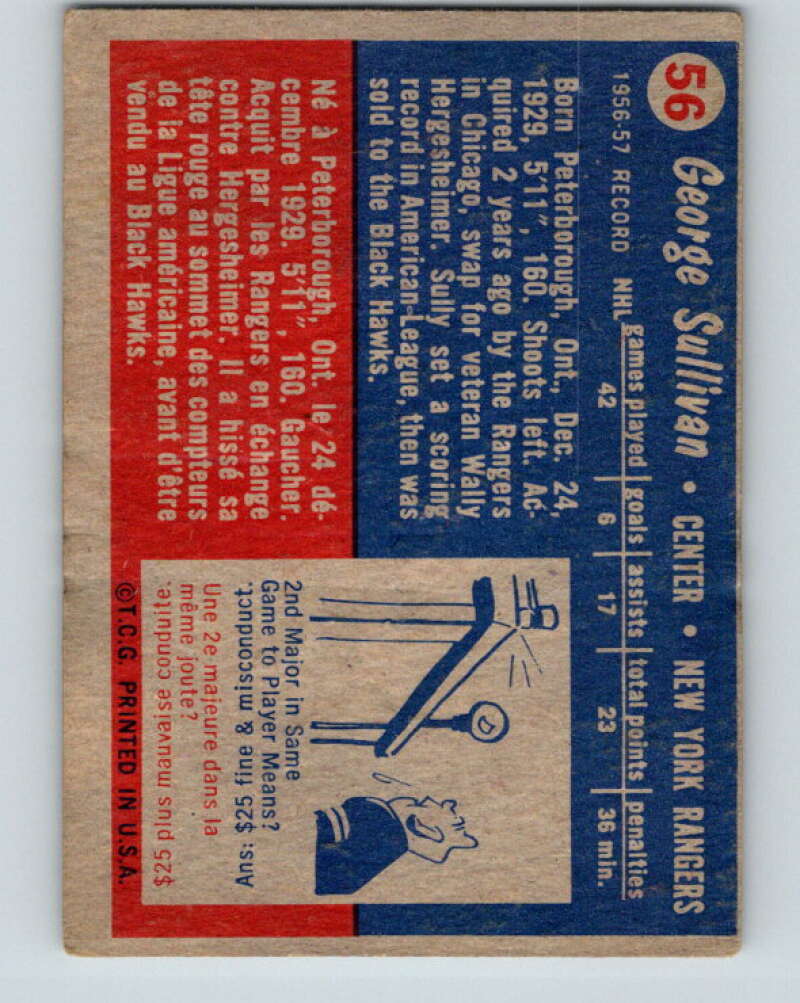 56 George Sullivan • CENTER • NEW YORK RANGERS
games played goals assists total points penalties
1956-57 RECORD NHL 42 6 17 23 36 min.
Born Peterborough, Ont., Dec. 24,
1929, 5'11", 160. Shoots left. Ac-
quired 2 years ago by the Rangers
in Chicago, swap for veteran Wally
Hergesheimer. Sully set a scoring
record in American League, then was
sold to the Black Hawks.
Né à Peterborough, Ont. le 24 dé-
cembre 1929. 5'11", 160. Gaucher.
Acquit par les Rangers en échange
contre Hergesheimer. Il a hissé sa
tête rouge au sommet des compteurs
de la Ligue américaine, avant d'être
vendu au Black Hawks.
2nd Major in Same
Game to Player Means?
Ans: $25 fine & misconduct.
Une 2e majeure dans la
même joute?
$25 plus mauvaise conduite.
©T.C.G. PRINTED IN U.S.A.